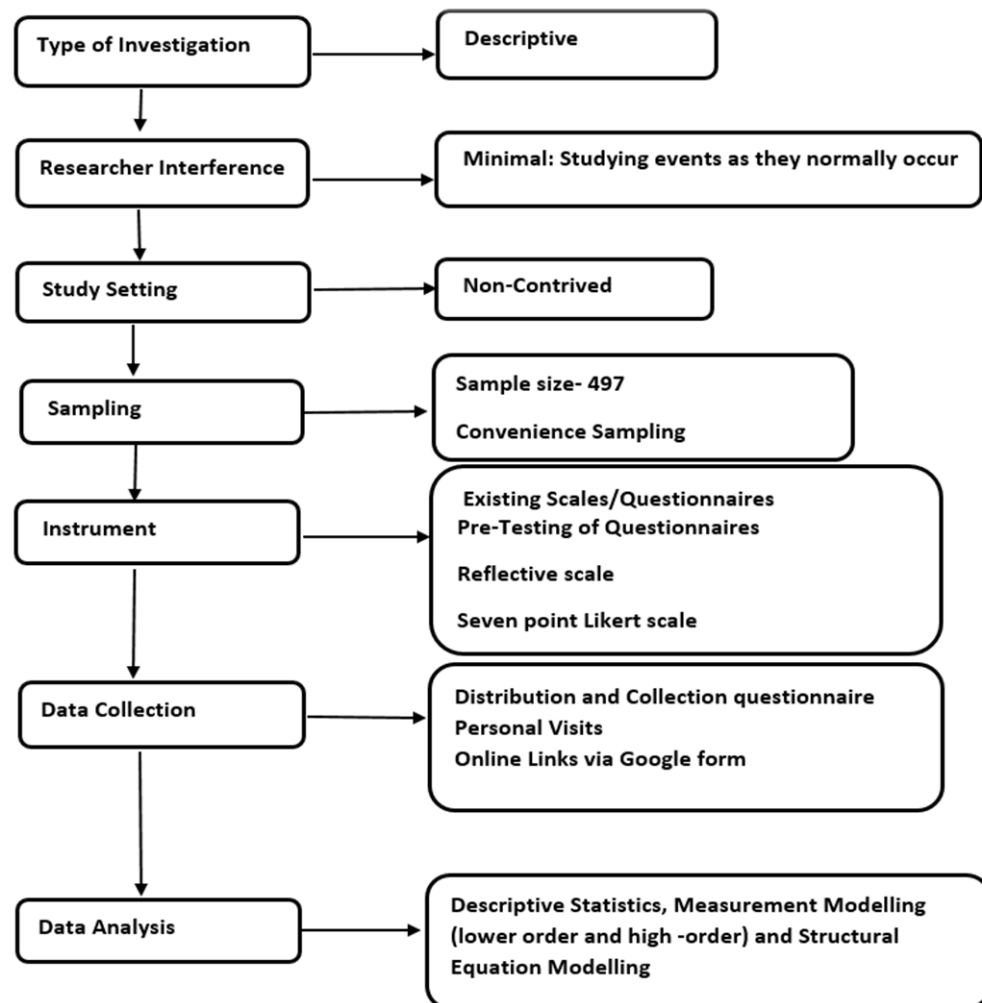 Type of Investigation
Descriptive
Researcher Interference
Minimal: Studying events as they normally occur
Study Setting
Non-Contrived
Sampling
Sample size- 497
Convenience Sampling
Instrument
Existing Scales/Questionnaires
Pre-Testing of Questionnaires
Reflective scale
Seven point Likert scale
Data Collection
Distribution and Collection questionnaire
Personal Visits
Online Links via Google form
Data Analysis
Descriptive Statistics, Measurement Modelling
(lower order and high -order) and Structural
Equation Modelling